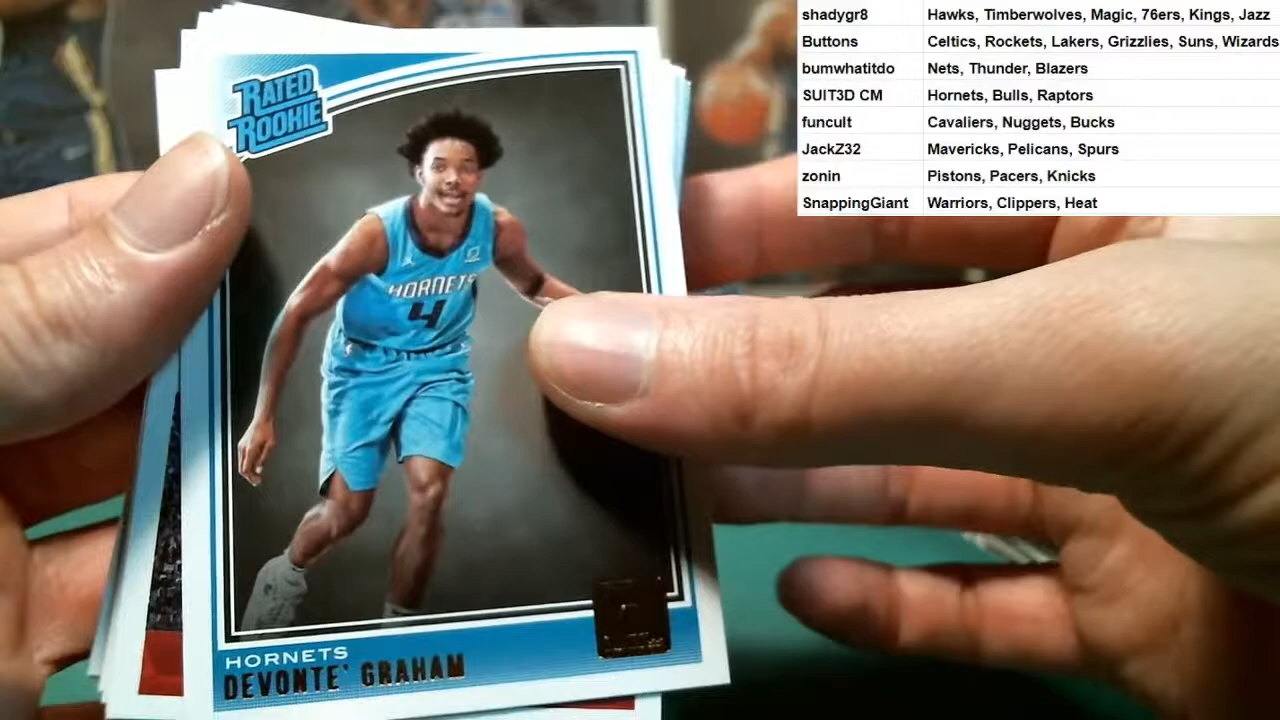 shadygr8 Hawks, Timberwolves, Magic, 76ers, Kings, Jazz
Buttons Celtics, Rockets, Lakers, Grizzlies, Suns, Wizards
bumwhatitdo Nets, Thunder, Blazers
SUIT3D CM Hornets, Bulls, Raptors
funcult Cavaliers, Nuggets, Bucks
JackZ32 Mavericks, Pelicans, Spurs
zonin Pistons, Pacers, Knicks
SnappingGiant Warriors, Clippers, Heat
RATED
ROOKIE
HORNETS
4
HORNETS
DEVONTE' GRAHAM